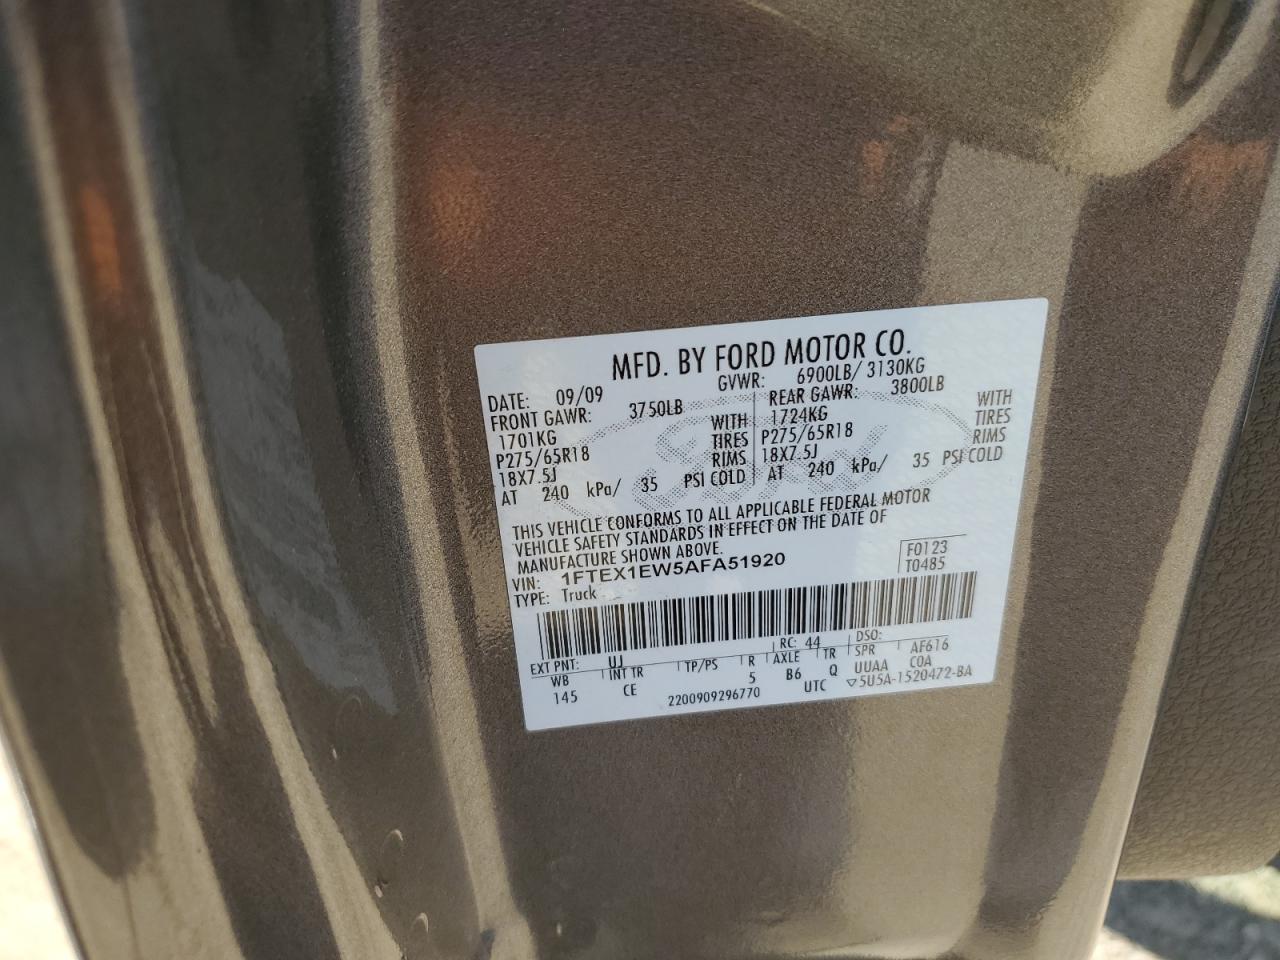 MFD. BY FORD MOTOR CO.
DATE: 09/09 GVWR: 6900LB/ 3130KG
FRONT GAWR: 3750LB REAR GAWR: 3800LB
1701KG WITH 1724KG WITH
P275/65R18 TIRES P275/65R18 TIRES
18X7.5J RIMS 18X7.5J RIMS
AT 240 kPa/ 35 PSI COLD AT 240 kPa/ 35 PSI COLD
THIS VEHICLE CONFORMS TO ALL APPLICABLE FEDERAL MOTOR
VEHICLE SAFETY STANDARDS IN EFFECT ON THE DATE OF
MANUFACTURE SHOWN ABOVE.
VIN: 1FTEX1EW5AFA51920 F0123
TYPE: Truck T0485
EXT PNT: UJ RC: 44 DSO:
WB INT TR TP/PS R AXLE TR SPR AF616
145 CE 5 B6 Q UUAA COA
2200909296770 UTC ▽5U5A-1520472-BA
Ford